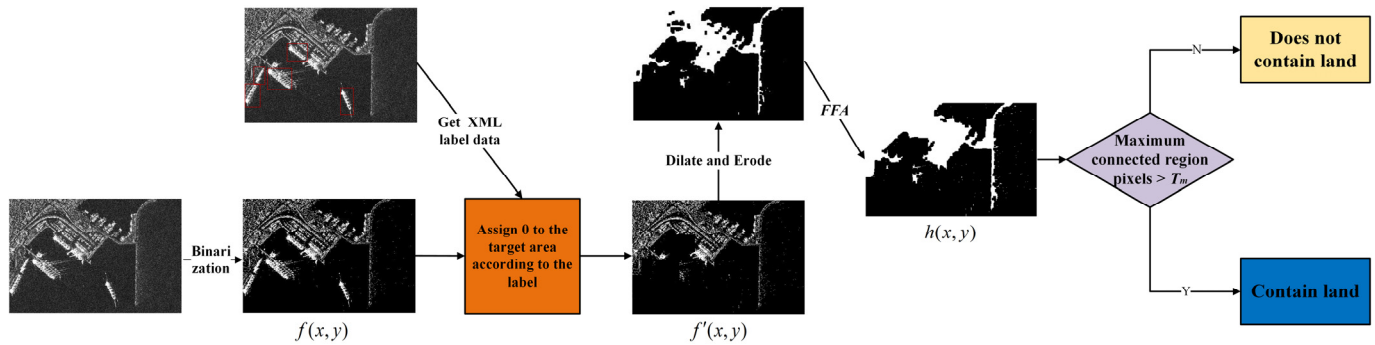 Binari
zation
f(x, y)
Get XML
label data
Assign 0 to the
target area
according to the
label
f′(x, y)
Dilate and Erode
FFA
h(x, y)
Maximum
connected region
pixels > Tm
N
Does not
contain land
Y
Contain land